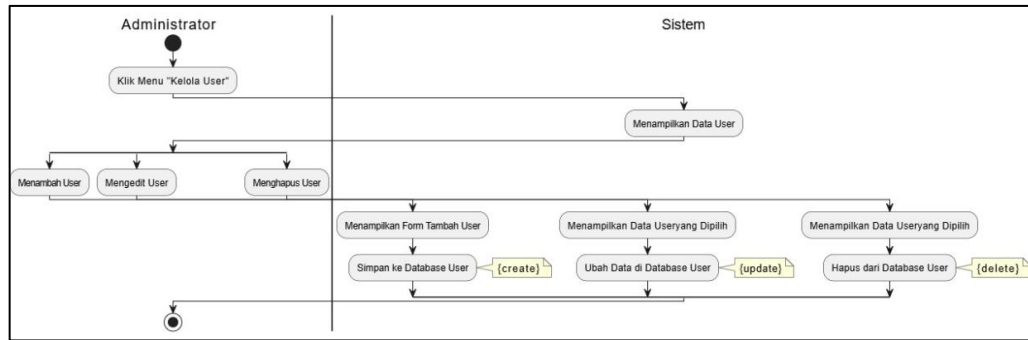 Administrator
Sistem
Klik Menu "Kelola User"
Menampilkan Data User
Menambah User
Mengedit User
Menghapus User
Menampilkan Form Tambah User
Menampilkan Data Useryang Dipilih
Menampilkan Data Useryang Dipilih
Simpan ke Database User
{create}
Ubah Data di Database User
{update}
Hapus dari Database User
{delete}